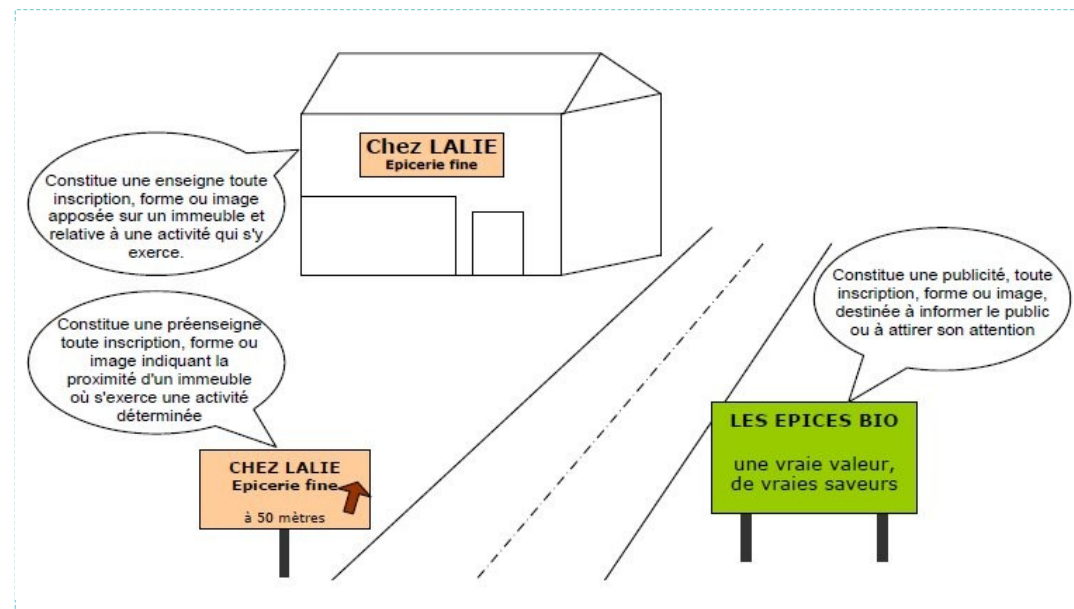 Chez LALIE
Epicerie fine
Constitue une enseigne toute
inscription, forme ou image
apposée sur un immeuble et
relative à une activité qui s'y
exerce.
Constitue une publicité, toute
inscription, forme ou image,
destinée à informer le public
ou à attirer son attention
Constitue une préenseigne
toute inscription, forme ou
image indiquant la
proximité d'un immeuble
où s'exerce une activité
déterminée
LES EPICES BIO
une vraie valeur,
de vraies saveurs
CHEZ LALIE
Epicerie fine
à 50 mètres